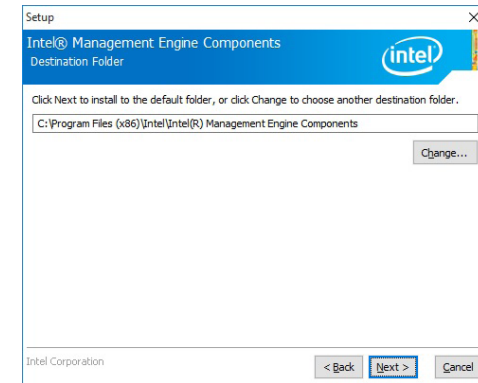 Setup
Intel® Management Engine Components
Destination Folder
intel
Click Next to install to the default folder, or click Change to choose another destination folder.
C:\Program Files (x86)\Intel\Intel(R) Management Engine Components
Change...
Intel Corporation
< Back
Next >
Cancel